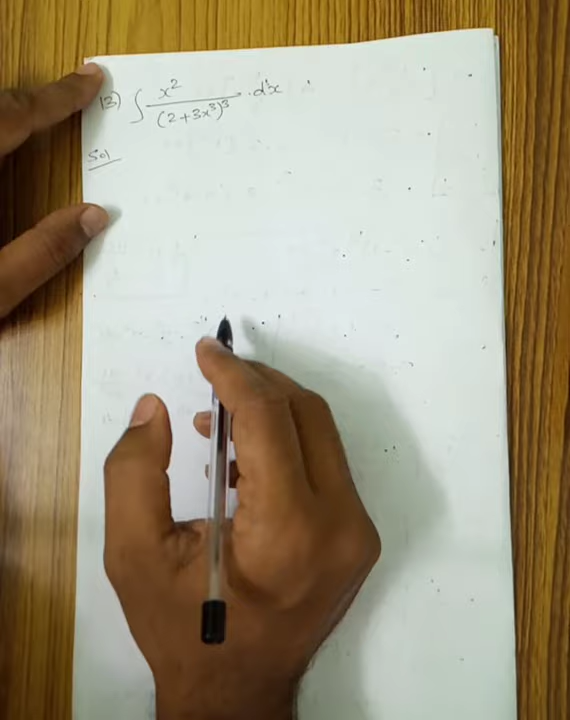 13) ∫ x² / (2+3x³)³ . dx
Sol